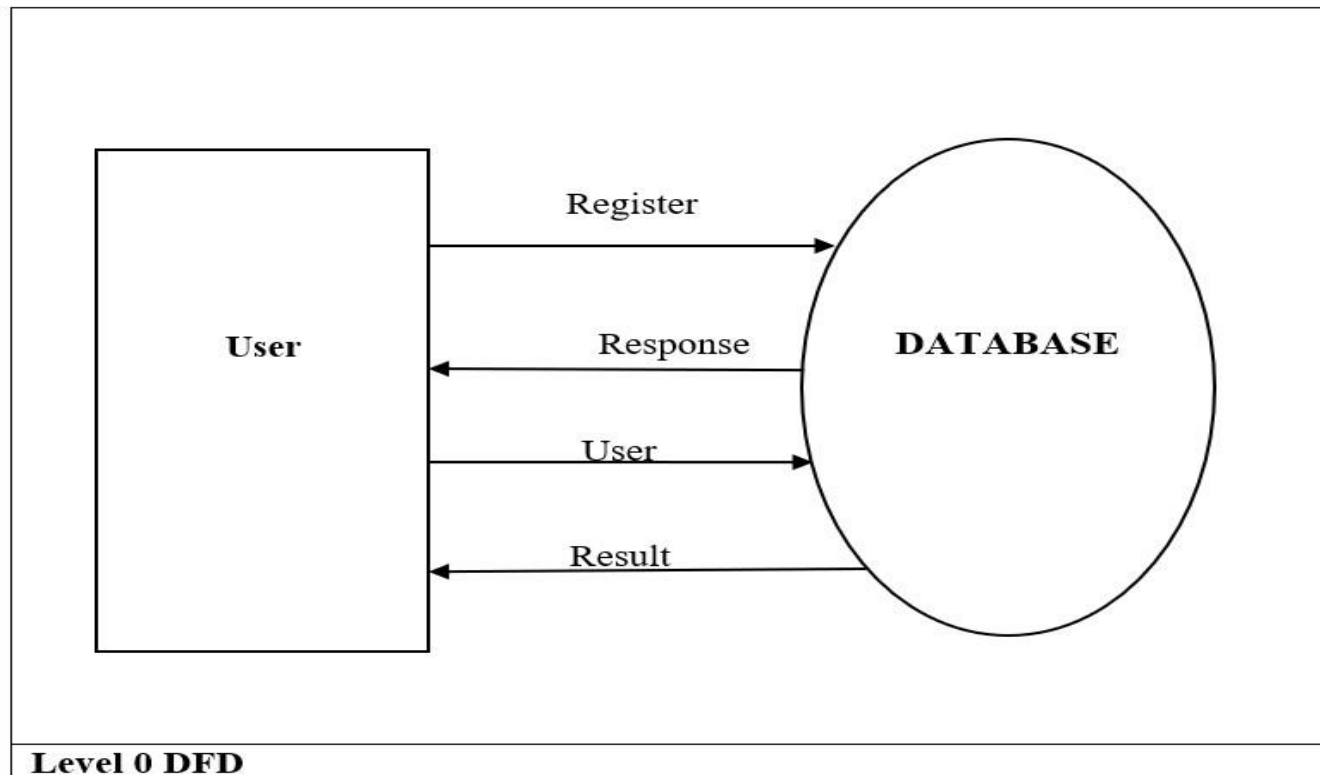 Register
User
Response
DATABASE
User
Result
Level 0 DFD